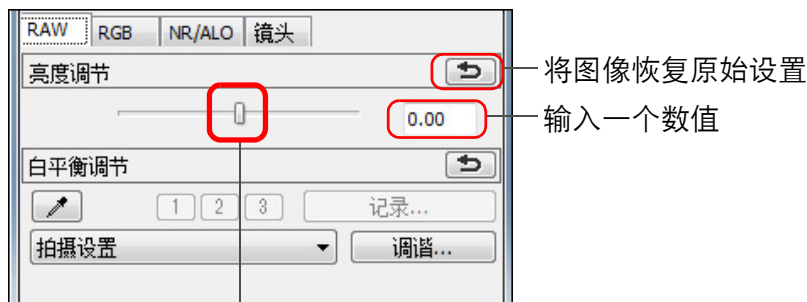 RAW RGB NR/ALO 镜头
亮度调节
将图像恢复原始设置
0.00
输入一个数值
白平衡调节
1 2 3 记录...
拍摄设置 调谐...